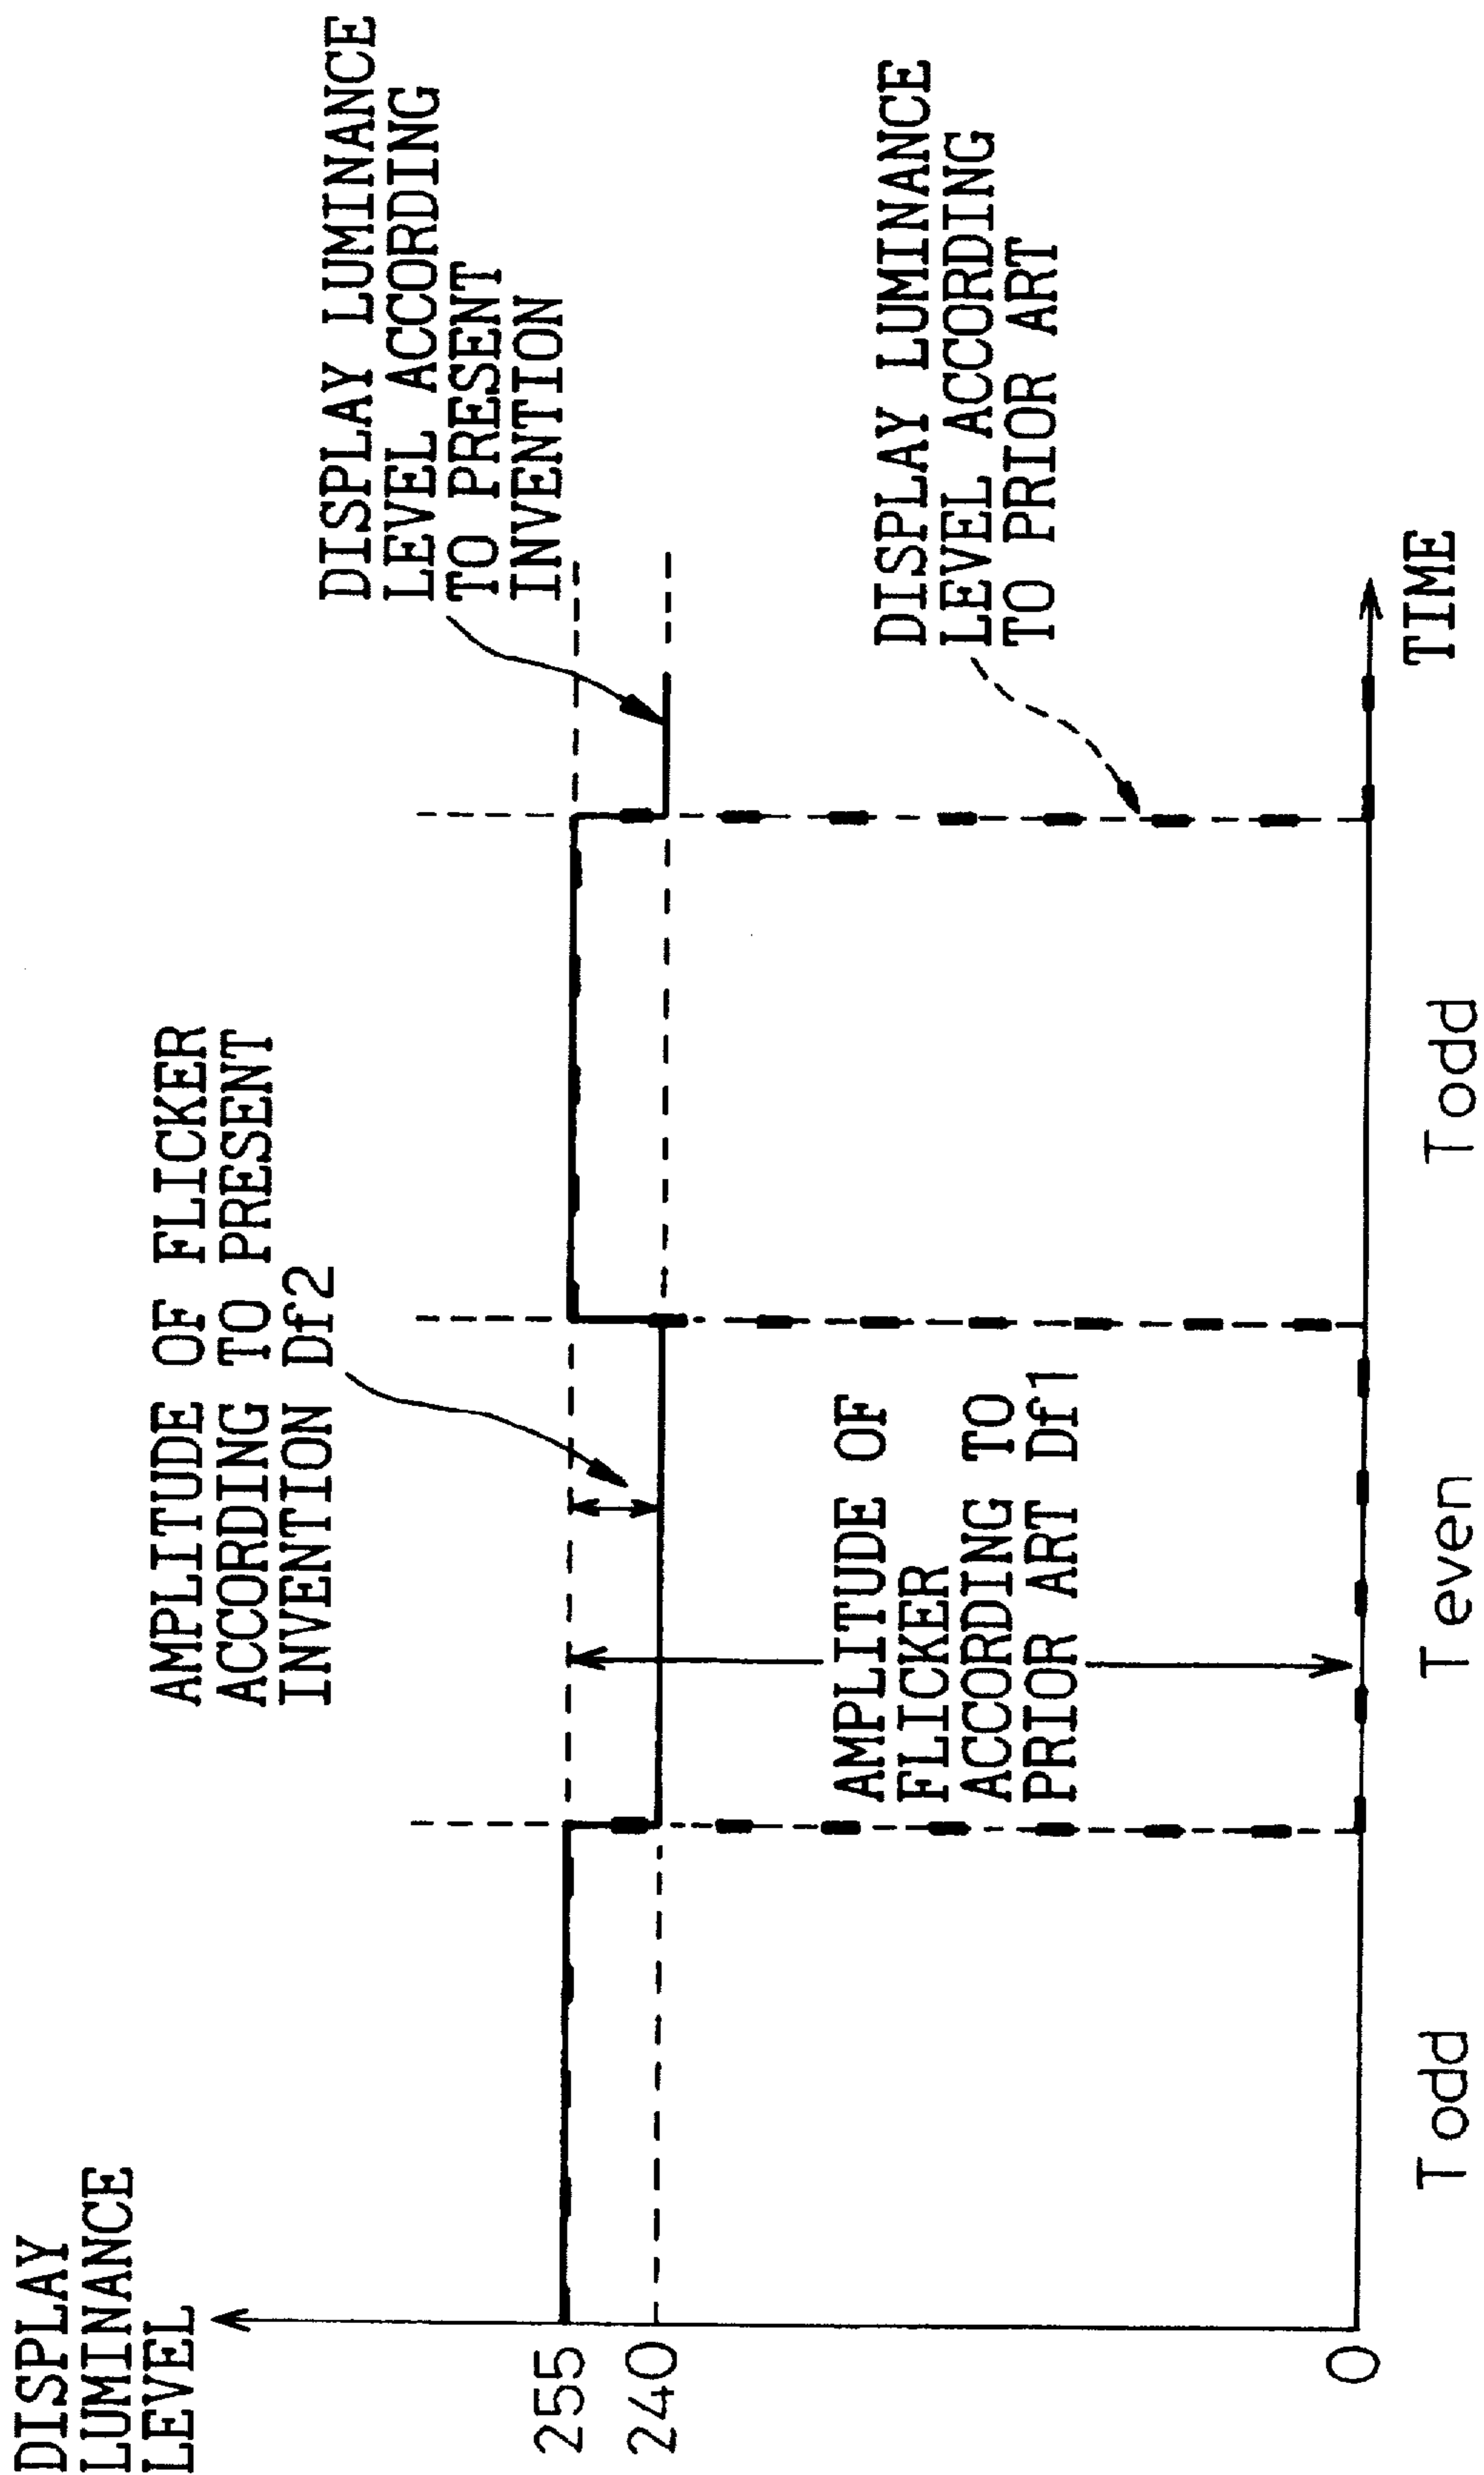 DISPLAY
LUMINANCE
LEVEL
255
240
0
AMPLITUDE OF FLICKER
ACCORDING TO PRESENT
INVENTION Df2
AMPLITUDE OF
FLICKER
ACCORDING TO
PRIOR ART Df1
DISPLAY LUMINANCE
LEVEL ACCORDING
TO PRESENT
INVENTION
DISPLAY LUMINANCE
LEVEL ACCORDING
TO PRIOR ART
TIME
Todd
Teven
Todd